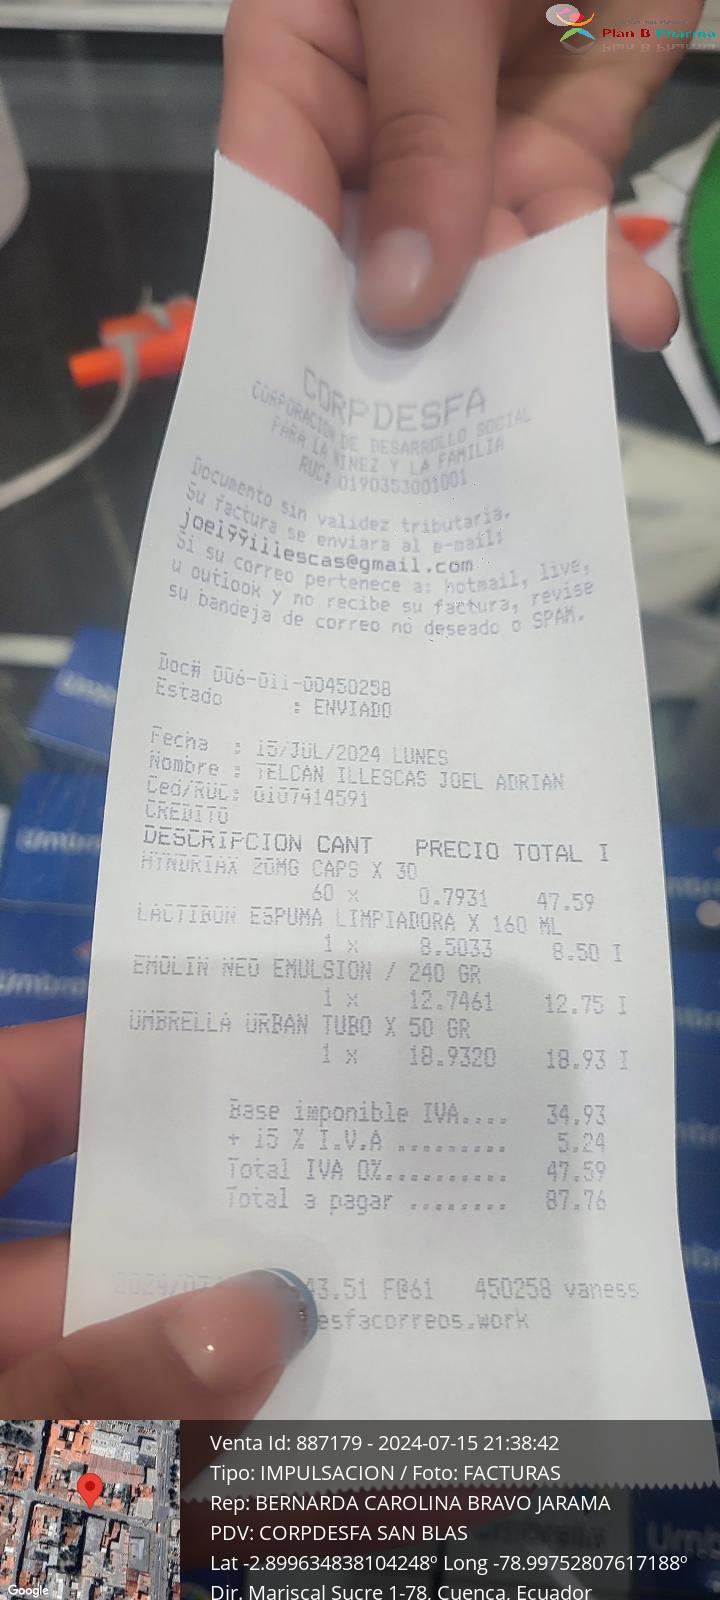 Plan B Pharma
CORPDESFA
CORPORACION DE DESARROLLO SOCIAL
PARA LA NINEZ Y LA FAMILIA
RUC: 0190353001001
Documento sin validez tributaria.
Su factura se enviara al e-mail:
joel99illescas@gmail.com
Si su correo pertenece a: hotmail, live,
u outlook y no recibe su factura, revise
su bandeja de correo no deseado o SPAM.
Doc# 006-011-00450258
Estado : ENVIADO
Fecha : 15/JUL/2024 LUNES
Nombre : TELCAN ILLESCAS JOEL ADRIAN
Ced/RUC: 0107414591
CREDITO
DESCRIPCION CANT PRECIO TOTAL I
HINDRIAX 20MG CAPS X 30
60 x 0.7931 47.59
LACTIBON ESPUMA LIMPIADORA X 160 ML
1 x 8.5033 8.50 I
EMOLIN NEO EMULSION / 240 GR
1 x 12.7461 12.75 I
UMBRELLA URBAN TUBO X 50 GR
1 x 18.9320 18.93 I
Base imponible IVA.... 34.93
+ 15 % I.V.A ......... 5.24
Total IVA 0%.......... 47.59
Total a pagar ........ 87.76
43.51 F@61 450258 vaness
esfacorreos.work
Google
Venta Id: 887179 - 2024-07-15 21:38:42
Tipo: IMPULSACION / Foto: FACTURAS
Rep: BERNARDA CAROLINA BRAVO JARAMA
PDV: CORPDESFA SAN BLAS
Lat -2.899634838104248º Long -78.99752807617188º
Dir. Mariscal Sucre 1-78, Cuenca, Ecuador